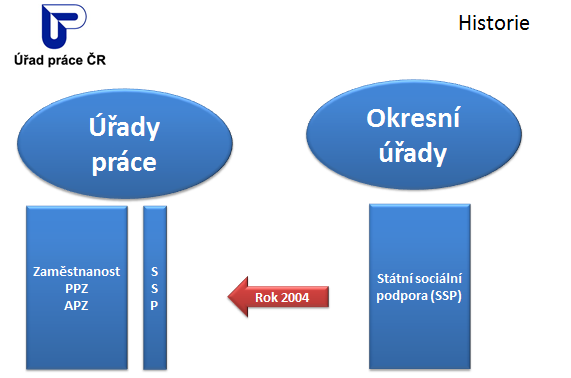 Úřad práce ČR
Historie
Úřady
práce
Okresní
úřady
Zaměstnanost
PPZ
APZ
S
S
P
Rok 2004
Státní sociální
podpora (SSP)